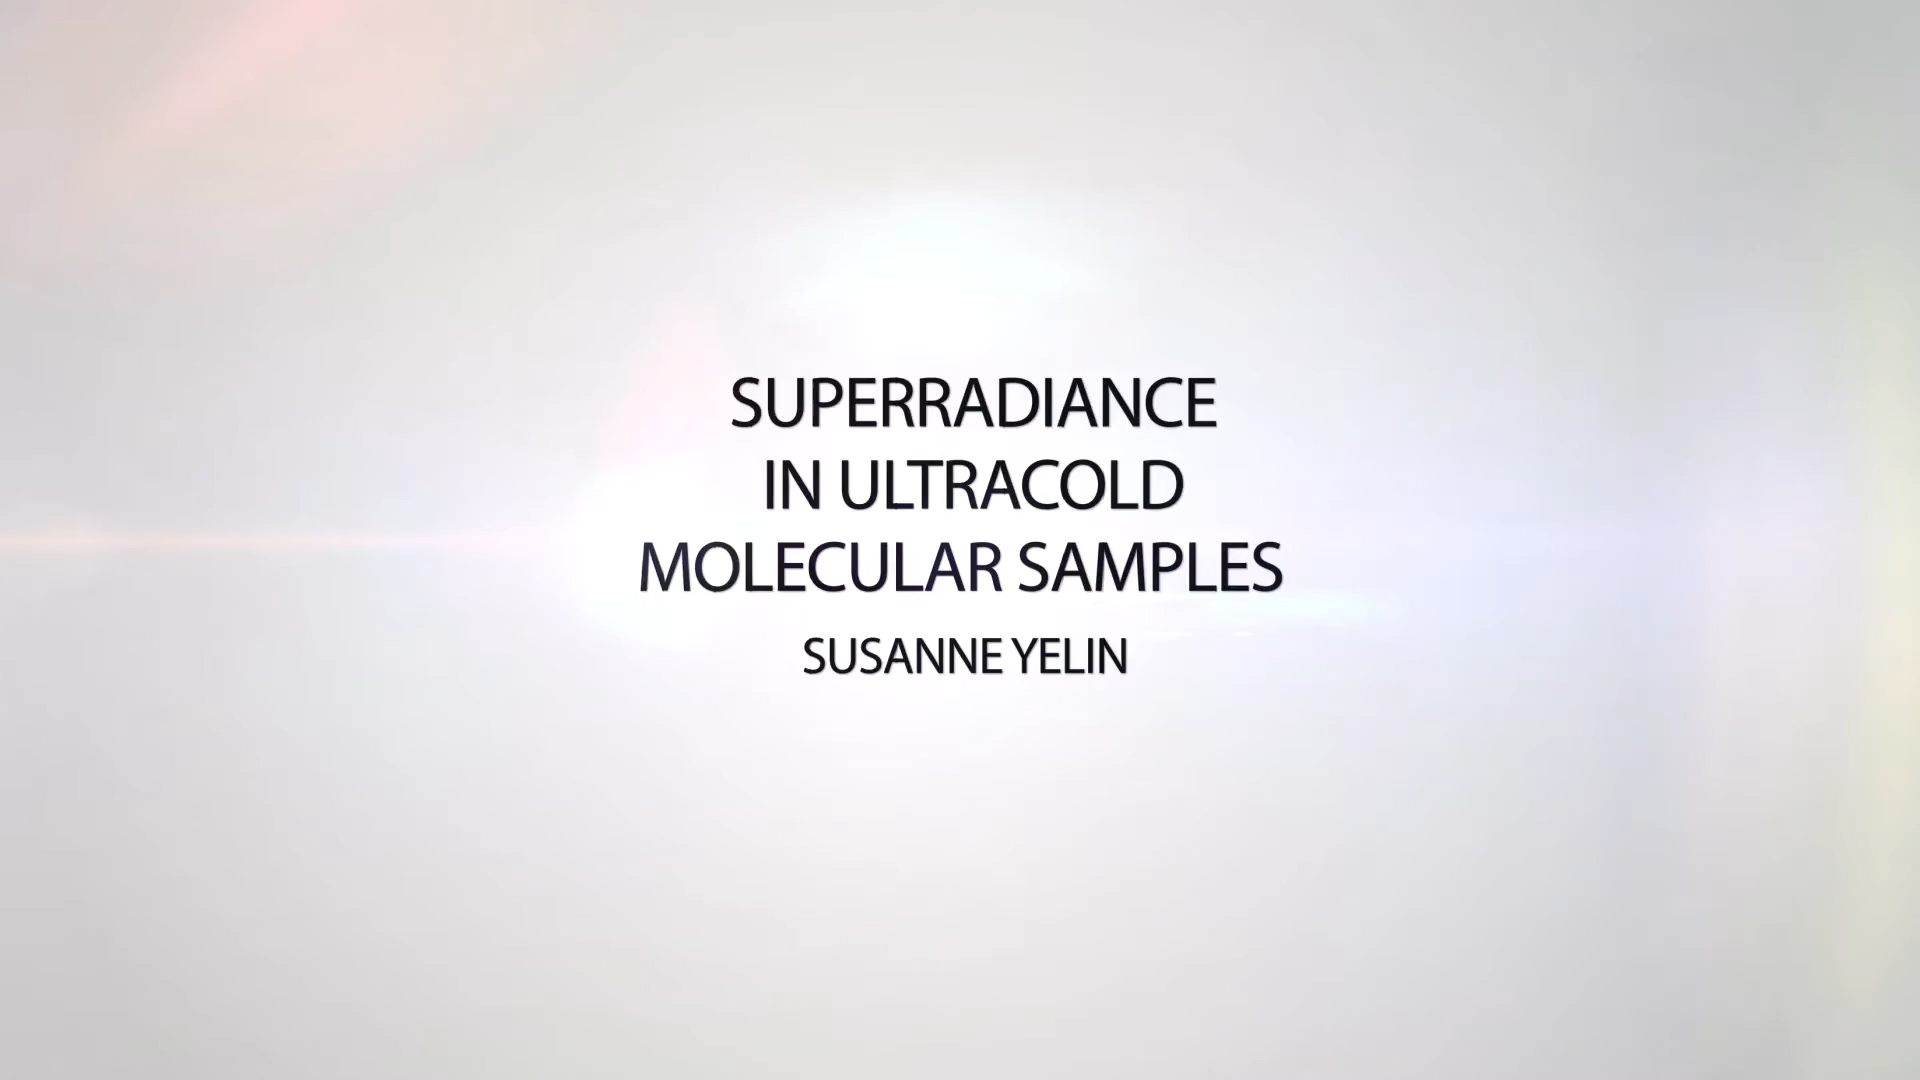 SUPERRADIANCE
IN ULTRACOLD
MOLECULAR SAMPLES
SUSANNE YELIN